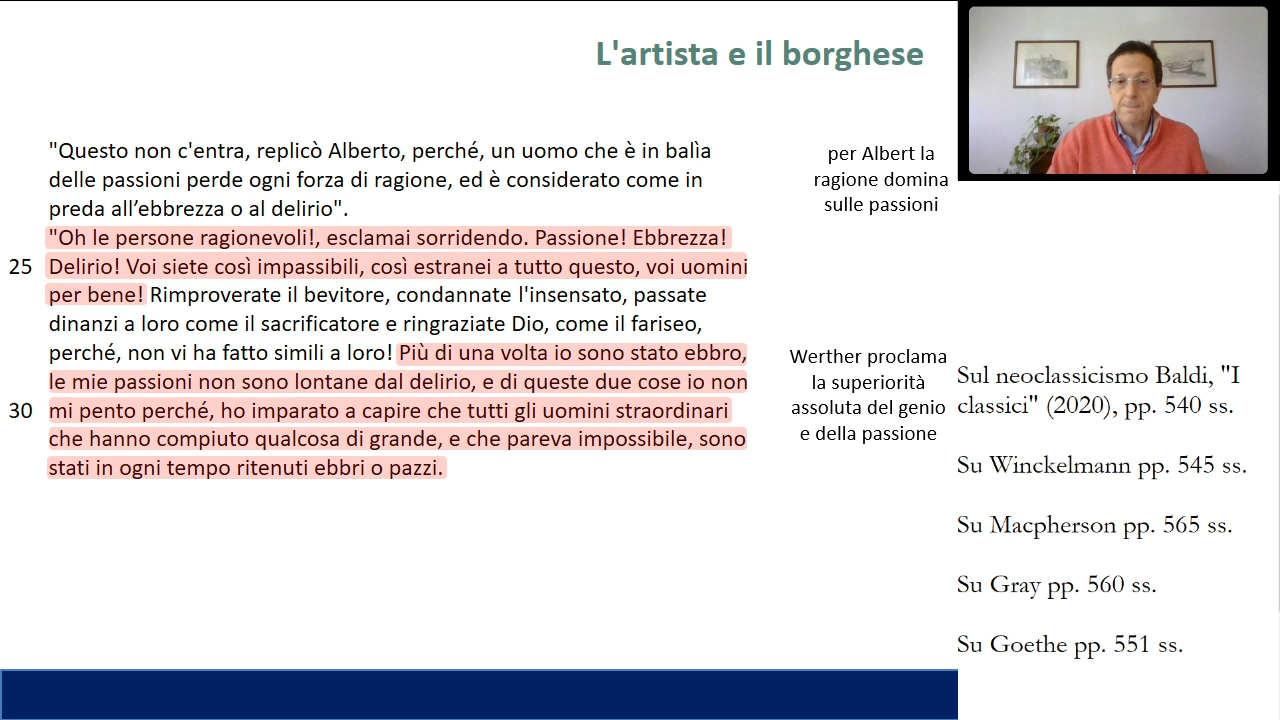 L'artista e il borghese
"Questo non c'entra, replicò Alberto, perché, un uomo che è in balìa
delle passioni perde ogni forza di ragione, ed è considerato come in
preda all’ebbrezza o al delirio".
"Oh le persone ragionevoli!, esclamai sorridendo. Passione! Ebbrezza!
25 Delirio! Voi siete così impassibili, così estranei a tutto questo, voi uomini
per bene! Rimproverate il bevitore, condannate l'insensato, passate
dinanzi a loro come il sacrificatore e ringraziate Dio, come il fariseo,
perché, non vi ha fatto simili a loro! Più di una volta io sono stato ebbro,
le mie passioni non sono lontane dal delirio, e di queste due cose io non
30 mi pento perché, ho imparato a capire che tutti gli uomini straordinari
che hanno compiuto qualcosa di grande, e che pareva impossibile, sono
stati in ogni tempo ritenuti ebbri o pazzi.
per Albert la
ragione domina
sulle passioni
Werther proclama
la superiorità
assoluta del genio
e della passione
Sul neoclassicismo Baldi, "I
classici" (2020), pp. 540 ss.
Su Winckelmann pp. 545 ss.
Su Macpherson pp. 565 ss.
Su Gray pp. 560 ss.
Su Goethe pp. 551 ss.